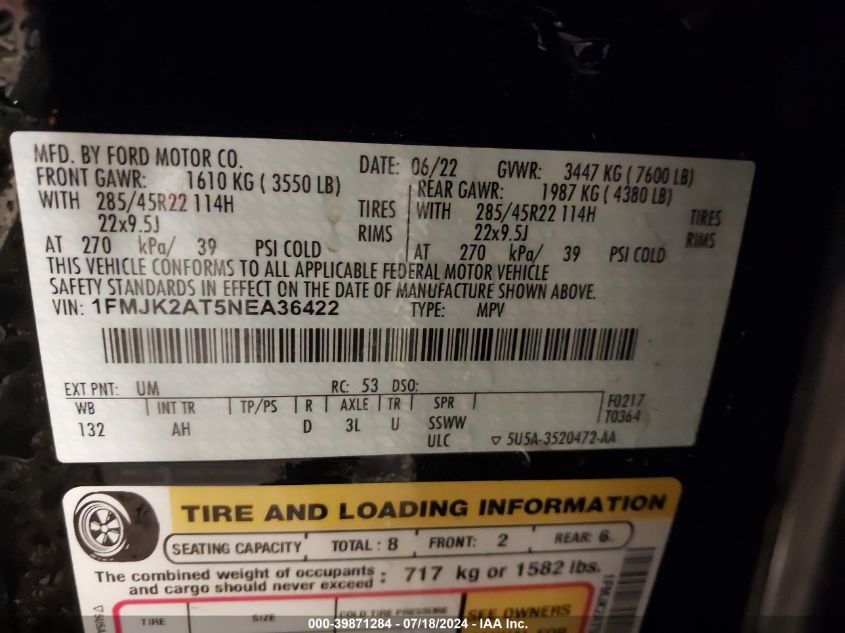 MFD. BY FORD MOTOR CO.
DATE: 06/22 GVWR: 3447 KG ( 7600 LB)
FRONT GAWR: 1610 KG ( 3550 LB) REAR GAWR: 1987 KG ( 4380 LB)
WITH 285/45R22 114H TIRES WITH 285/45R22 114H TIRES
22x9.5J RIMS 22x9.5J RIMS
AT 270 kPa/ 39 PSI COLD AT 270 kPa/ 39 PSI COLD
THIS VEHICLE CONFORMS TO ALL APPLICABLE FEDERAL MOTOR VEHICLE
SAFETY STANDARDS IN EFFECT ON THE DATE OF MANUFACTURE SHOWN ABOVE.
VIN: 1FMJK2AT5NEA36422 TYPE: MPV
EXT PNT: UM RC: 53 DSO:
WB INT TR TP/PS R AXLE TR SPR F0217
132 AH D 3L U SSWW T0364
ULC 5U5A-3520472-AA
TIRE AND LOADING INFORMATION
SEATING CAPACITY TOTAL : 8 FRONT: 2 REAR: 6
The combined weight of occupants and cargo should never exceed : 717 kg or 1582 lbs.
TIRE SIZE COLD TIRE PRESSURE SEE OWNERS
000-39871284 - 07/18/2024 - IAAI Inc.